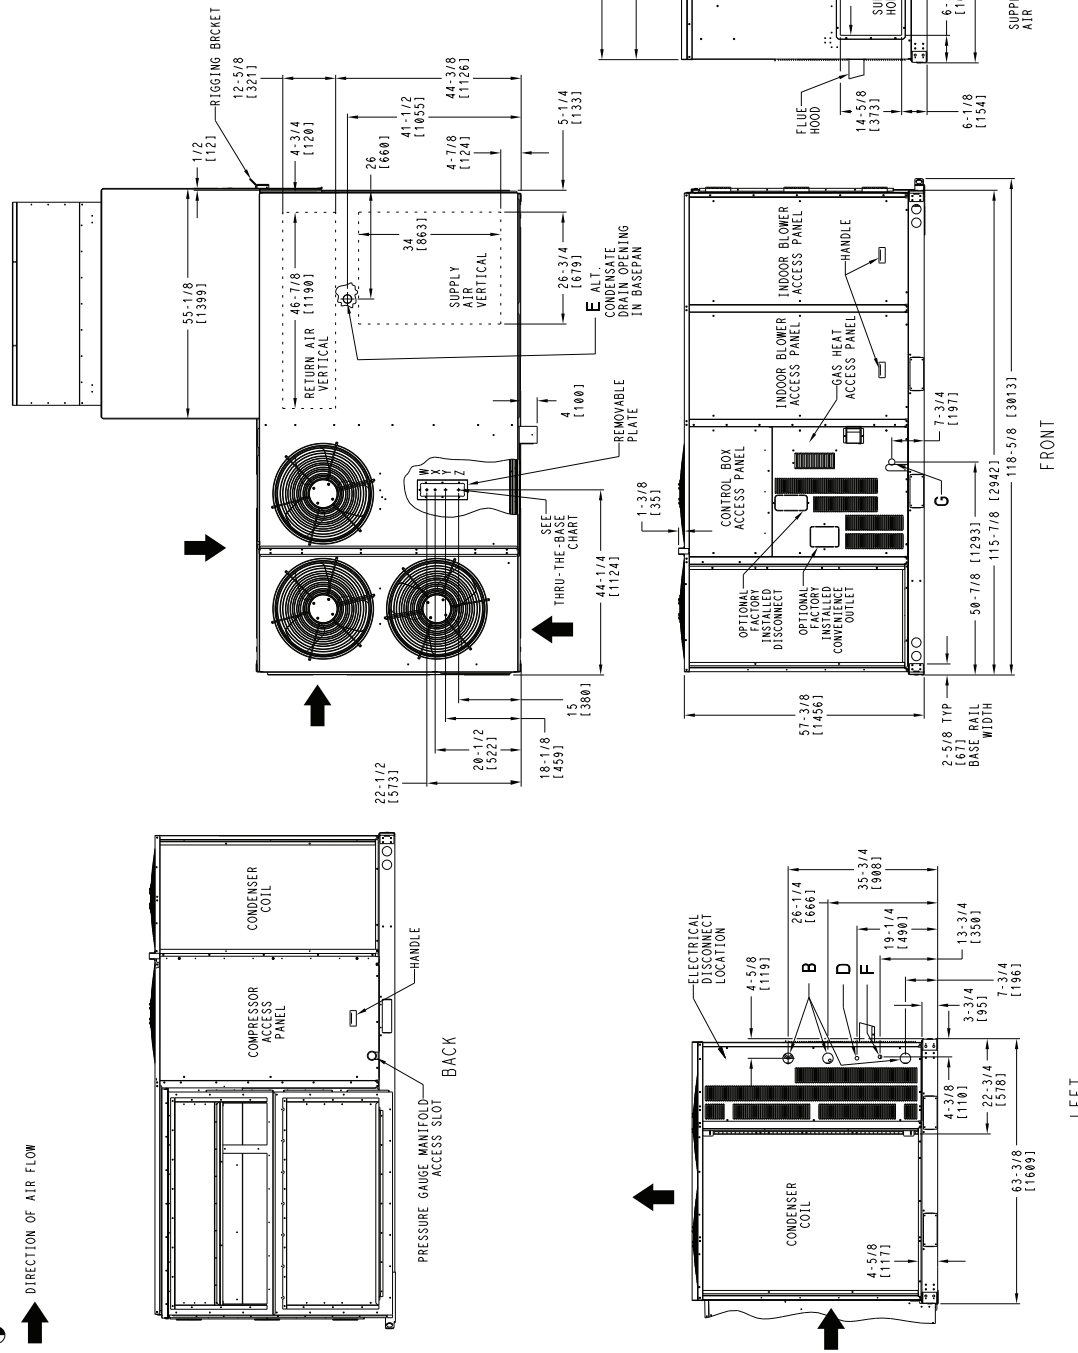 DIRECTION OF AIR FLOW
CONDENSER
COIL
COMPRESSOR
ACCESS
PANEL
HANDLE
PRESSURE GAUGE MANIFOLD
ACCESS SLOT
BACK
RIGGING BRCKET
1/2
[12]
12-5/8
[321]
4-3/4
[120]
44-3/8
[1126]
41-1/2
[1055]
26
[660]
4-7/8
[124]
5-1/4
[133]
55-1/8
[1399]
46-7/8
[1190]
34
[863]
26-3/4
[679]
RETURN AIR
VERTICAL
SUPPLY
AIR
VERTICAL
E ALT.
CONDENSATE
DRAIN OPENING
IN BASEPAN
4
[100]
REMOVABLE
PLATE
W
X
Y
Z
SEE
THRU-THE-BASE
CHART
44-1/4
[1124]
15
[380]
18-1/8
[459]
20-1/2
[522]
22-1/2
[573]
FLUE
HOOD
14-5/8
[373]
6-1/8
[154]
SU
HO
6-
[1
SUPPL
AIR
INDOOR BLOWER
ACCESS PANEL
HANDLE
INDOOR BLOWER
ACCESS PANEL
GAS HEAT
ACCESS PANEL
CONTROL BOX
ACCESS PANEL
1-3/8
[35]
OPTIONAL
FACTORY
INSTALLED
DISCONNECT
OPTIONAL
FACTORY
INSTALLED
CONVENIENCE
OUTLET
7-3/4
[197]
G
50-7/8 [1293]
115-7/8 [2942]
118-5/8 [3013]
57-3/8
[1456]
2-5/8 TYP
[67]
BASE RAIL
WIDTH
FRONT
ELECTRICAL
DISCONNECT
LOCATION
4-5/8
[119]
B
D
F
26-1/4
[666]
35-3/4
[908]
19-1/4
[490]
13-3/4
[350]
7-3/4
[196]
3-3/4
[95]
4-3/8
[110]
22-3/4
[578]
63-3/8
[1609]
CONDENSER
COIL
4-5/8
[117]
LEFT